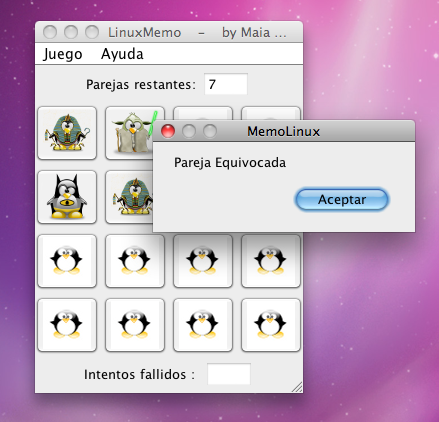 LinuxMemo - by Maia ...
Juego Ayuda
Parejas restantes: 7
MemoLinux
Pareja Equivocada
Aceptar
Intentos fallidos :